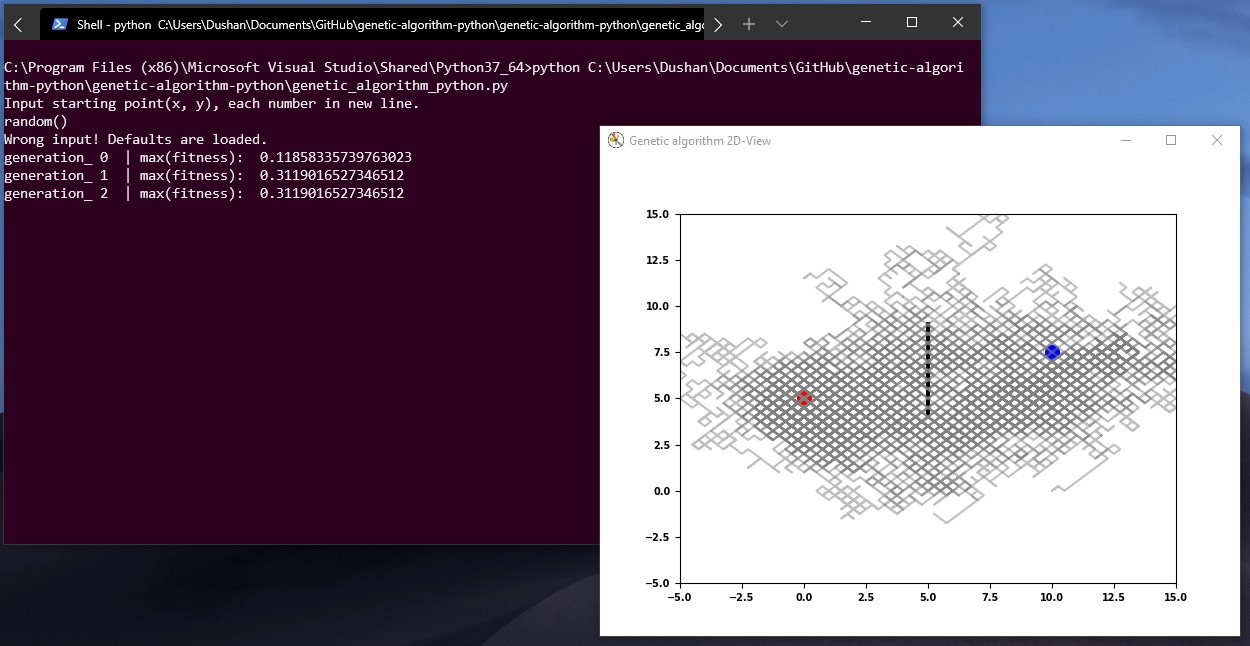 Shell - python C:\Users\Dushan\Documents\GitHub\genetic-algorithm-python\genetic-algorithm-python\genetic_algo
C:\Program Files (x86)\Microsoft Visual Studio\Shared\Python37_64>python C:\Users\Dushan\Documents\GitHub\genetic-algori
thm-python\genetic-algorithm-python\genetic_algorithm_python.py
Input starting point(x, y), each number in new line.
random()
Wrong input! Defaults are loaded.
generation_ 0 | max(fitness): 0.11858335739763023
generation_ 1 | max(fitness): 0.3119016527346512
generation_ 2 | max(fitness): 0.3119016527346512
Genetic algorithm 2D-View
15.0
12.5
10.0
7.5
5.0
2.5
0.0
−2.5
−5.0
−5.0 −2.5 0.0 2.5 5.0 7.5 10.0 12.5 15.0